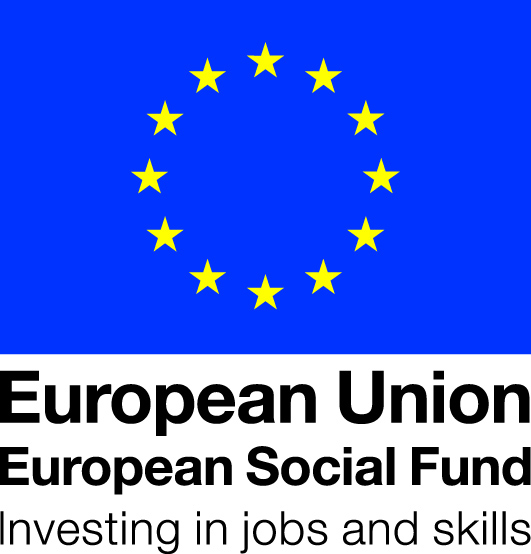 European Union
European Social Fund
Investing in jobs and skills